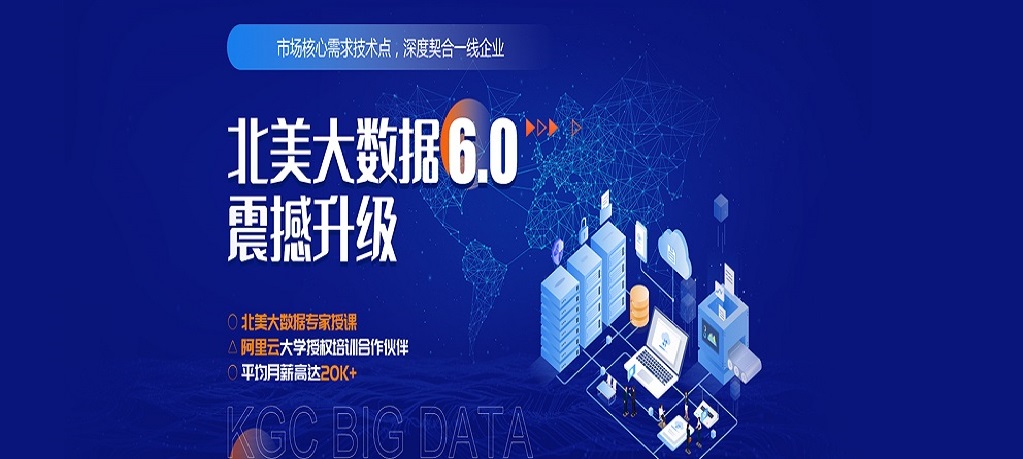 市场核心需求技术点，深度契合一线企业
北美大数据6.0
震撼升级
北美大数据专家授课
阿里云大学授权培训合作伙伴
平均月薪高达20K+
KGC BIG DATA